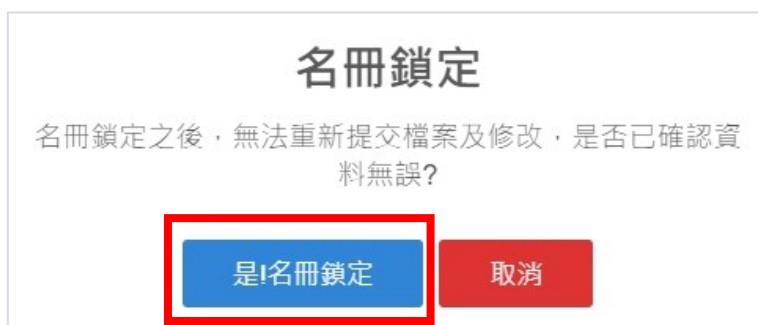 名冊鎖定
名冊鎖定之後，無法重新提交檔案及修改，是否已確認資
料無誤?
是!名冊鎖定
取消